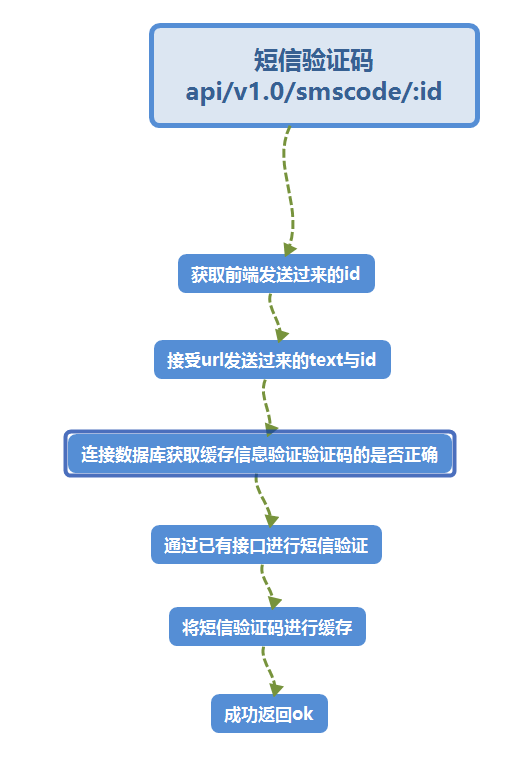 短信验证码
api/v1.0/smscode/:id
获取前端发送过来的id
接受url发送过来的text与id
连接数据库获取缓存信息验证验证码的是否正确
通过已有接口进行短信验证
将短信验证码进行缓存
成功返回ok